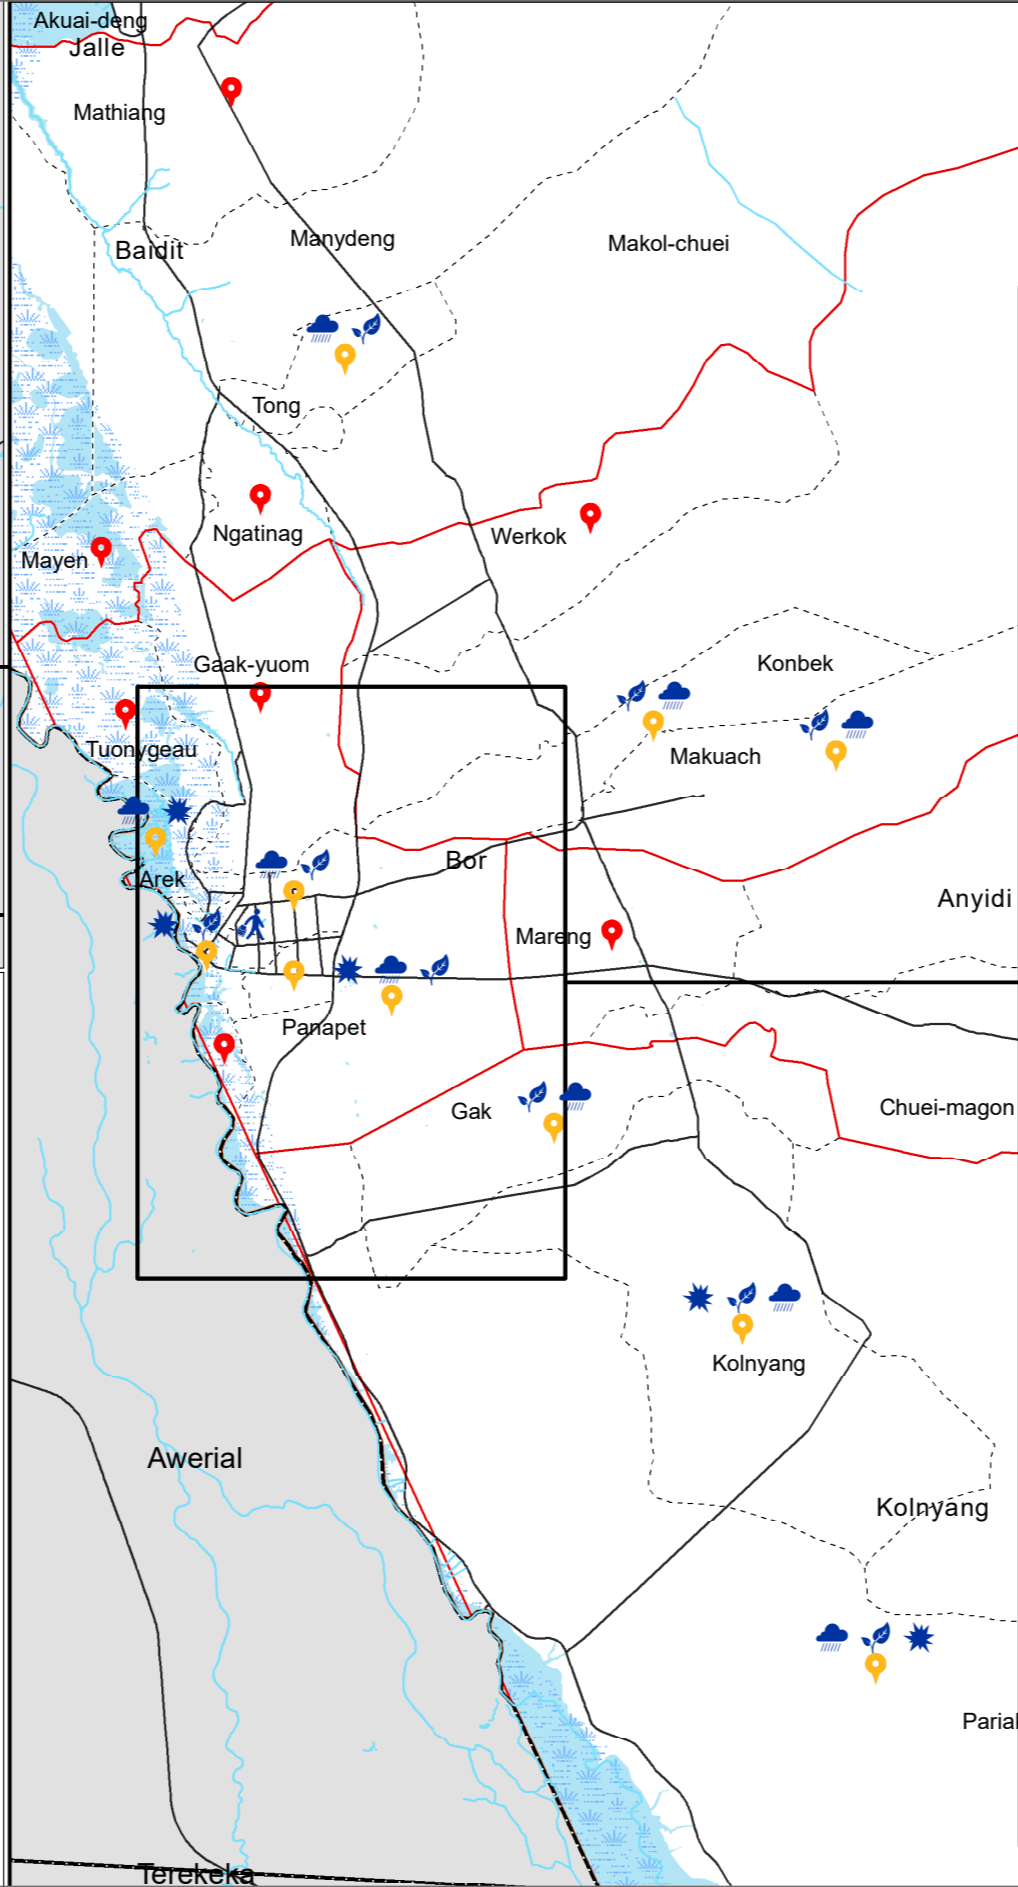 Akuai-deng
Jalle
Mathiang
Baidit
Manydeng
Makol-chuei
Tong
Ngatinag
Werkok
Mayen
Gaak-yuom
Konbek
Tuonygeau
Makuach
Bor
Arek
Anyidi
Mareng
Panapet
Gak
Chuei-magon
Kolnyang
Awerial
Kolnyang
Terekeka